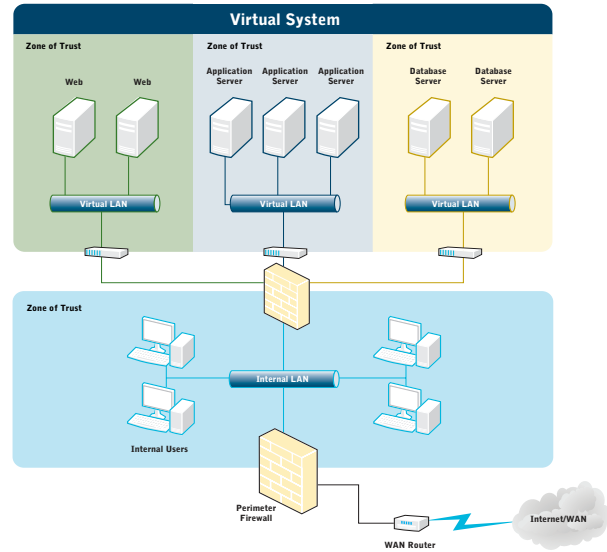 Virtual System
Zone of Trust
Zone of Trust
Zone of Trust
Web
Web
Application
Server
Application
Server
Application
Server
Database
Server
Database
Server
Virtual LAN
Virtual LAN
Virtual LAN
Zone of Trust
Internal LAN
Internal Users
Perimeter
Firewall
WAN Router
Internet/WAN